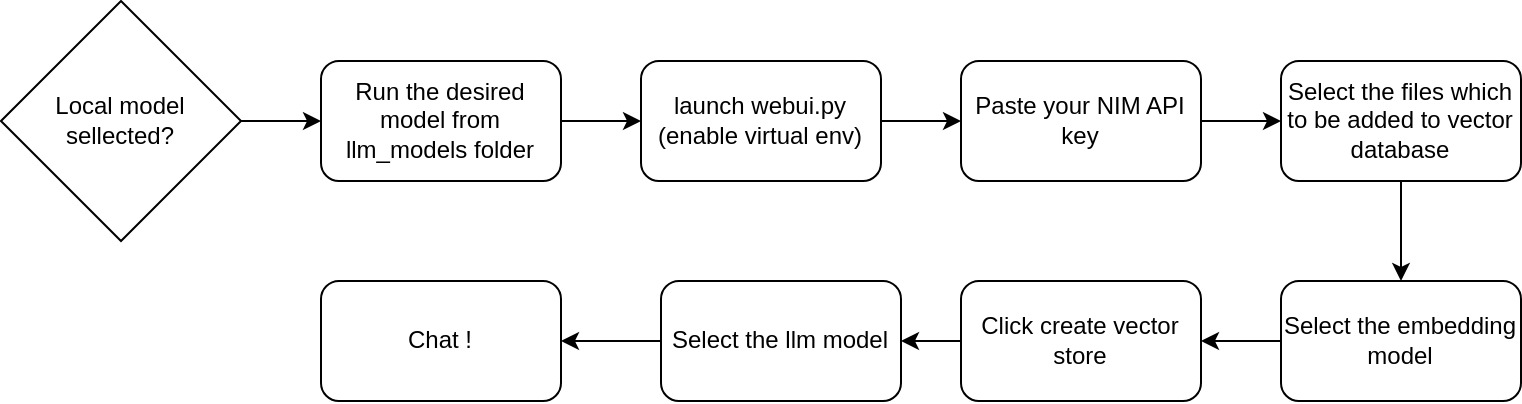 Local model
sellected?
Run the desired
model from
llm_models folder
launch webui.py
(enable virtual env)
Paste your NIM API
key
Select the files which
to be added to vector
database
Select the embedding
model
Click create vector
store
Select the llm model
Chat !